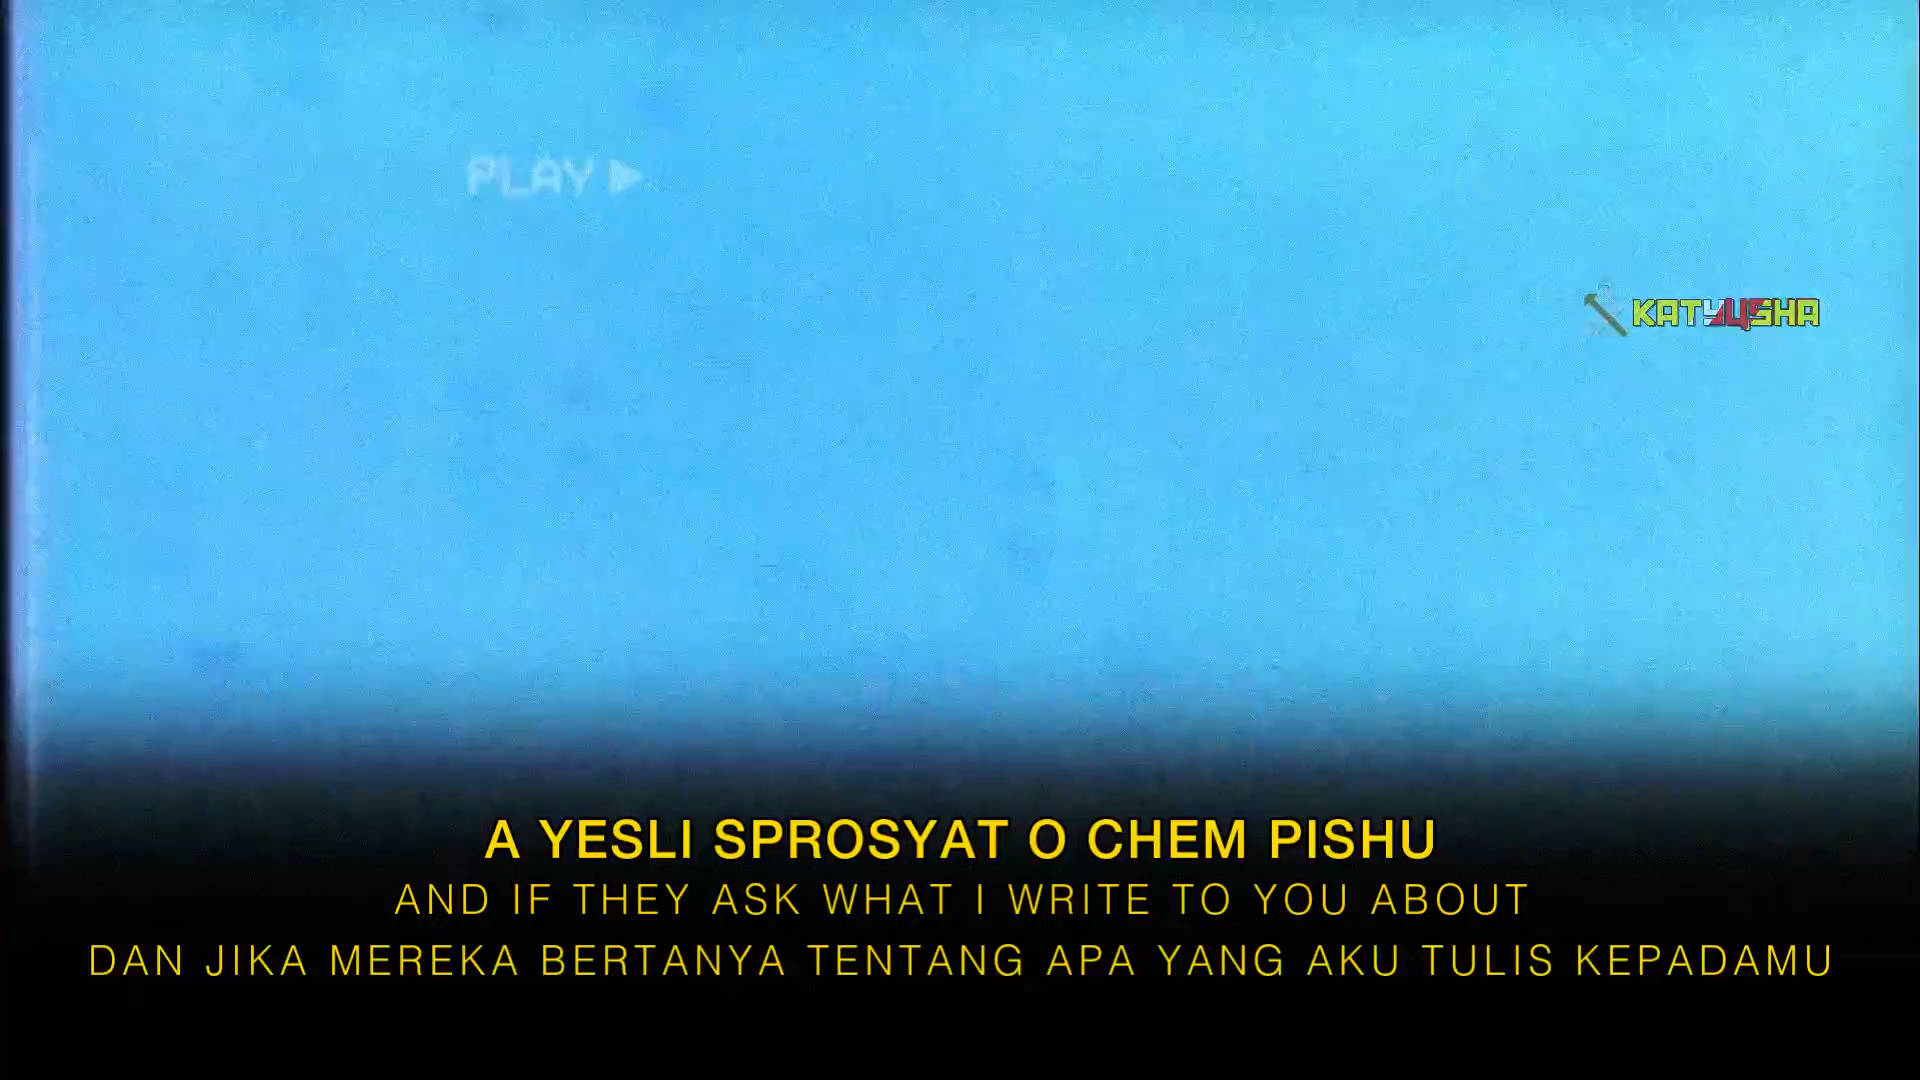 PLAY
KATYUSHA
A YESLI SPROSYAT O CHEM PISHU
AND IF THEY ASK WHAT I WRITE TO YOU ABOUT
DAN JIKA MEREKA BERTANYA TENTANG APA YANG AKU TULIS KEPADAMU